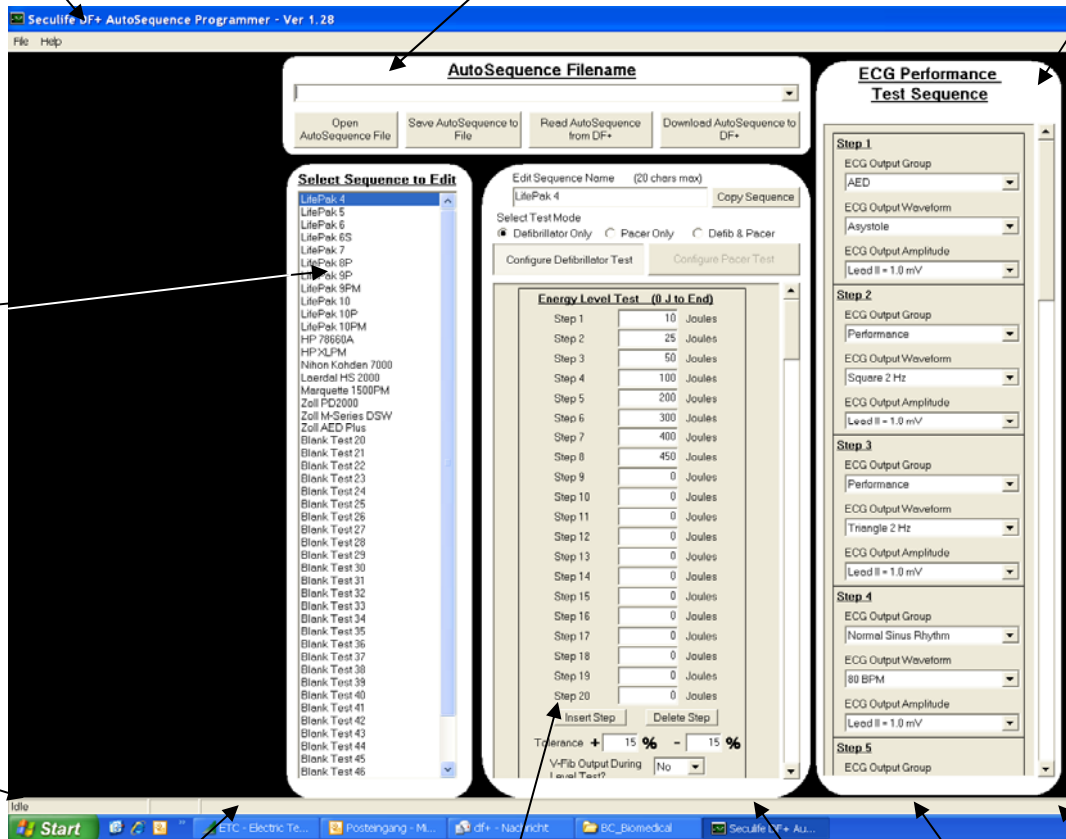 Seculife DF+ AutoSequence Programmer - Ver 1.28
File Help
AutoSequence Filename
Open AutoSequence File
Save AutoSequence to File
Read AutoSequence from DF+
Download AutoSequence to DF+
Select Sequence to Edit
LifePak 4
LifePak 5
LifePak 6
LifePak 6S
LifePak 7
LifePak 8P
LifePak 9P
LifePak 9PM
LifePak 10
LifePak 10P
LifePak 10PM
HP 78660A
HP XLPM
Nihon Kohden 7000
Laerdal HS 2000
Marquette 1500PM
Zoll PD2000
Zoll M-Series DSW
Zoll AED Plus
Blank Test 20
Blank Test 21
Blank Test 22
Blank Test 23
Blank Test 24
Blank Test 25
Blank Test 26
Blank Test 27
Blank Test 28
Blank Test 29
Blank Test 30
Blank Test 31
Blank Test 32
Blank Test 33
Blank Test 34
Blank Test 35
Blank Test 36
Blank Test 37
Blank Test 38
Blank Test 39
Blank Test 40
Blank Test 41
Blank Test 42
Blank Test 43
Blank Test 44
Blank Test 45
Blank Test 46
Edit Sequence Name (20 chars max)
LifePak 4 Copy Sequence
Select Test Mode
Defibrillator Only Pacer Only Defib & Pacer
Configure Defibrillator Test Configure Pacer Test
Energy Level Test (0 J to End)
Step 1 10 Joules
Step 2 25 Joules
Step 3 50 Joules
Step 4 100 Joules
Step 5 200 Joules
Step 6 300 Joules
Step 7 400 Joules
Step 8 450 Joules
Step 9 0 Joules
Step 10 0 Joules
Step 11 0 Joules
Step 12 0 Joules
Step 13 0 Joules
Step 14 0 Joules
Step 15 0 Joules
Step 16 0 Joules
Step 17 0 Joules
Step 18 0 Joules
Step 19 0 Joules
Step 20 0 Joules
Insert Step Delete Step
Tolerance + 15 % - 15 %
V-Fib Output During Level Test? No
ECG Performance
Test Sequence
Step 1
ECG Output Group
AED
ECG Output Waveform
Asystole
ECG Output Amplitude
Lead II = 1.0 mV
Step 2
ECG Output Group
Performance
ECG Output Waveform
Square 2 Hz
ECG Output Amplitude
Lead II = 1.0 mV
Step 3
ECG Output Group
Performance
ECG Output Waveform
Triangle 2 Hz
ECG Output Amplitude
Lead II = 1.0 mV
Step 4
ECG Output Group
Normal Sinus Rhythm
ECG Output Waveform
80 BPM
ECG Output Amplitude
Lead II = 1.0 mV
Step 5
ECG Output Group
Idle
Start ETC - Electric Te... Posteingang - Mi... df+ - Nachricht BC_Biomedical Seculife DF+ Au...